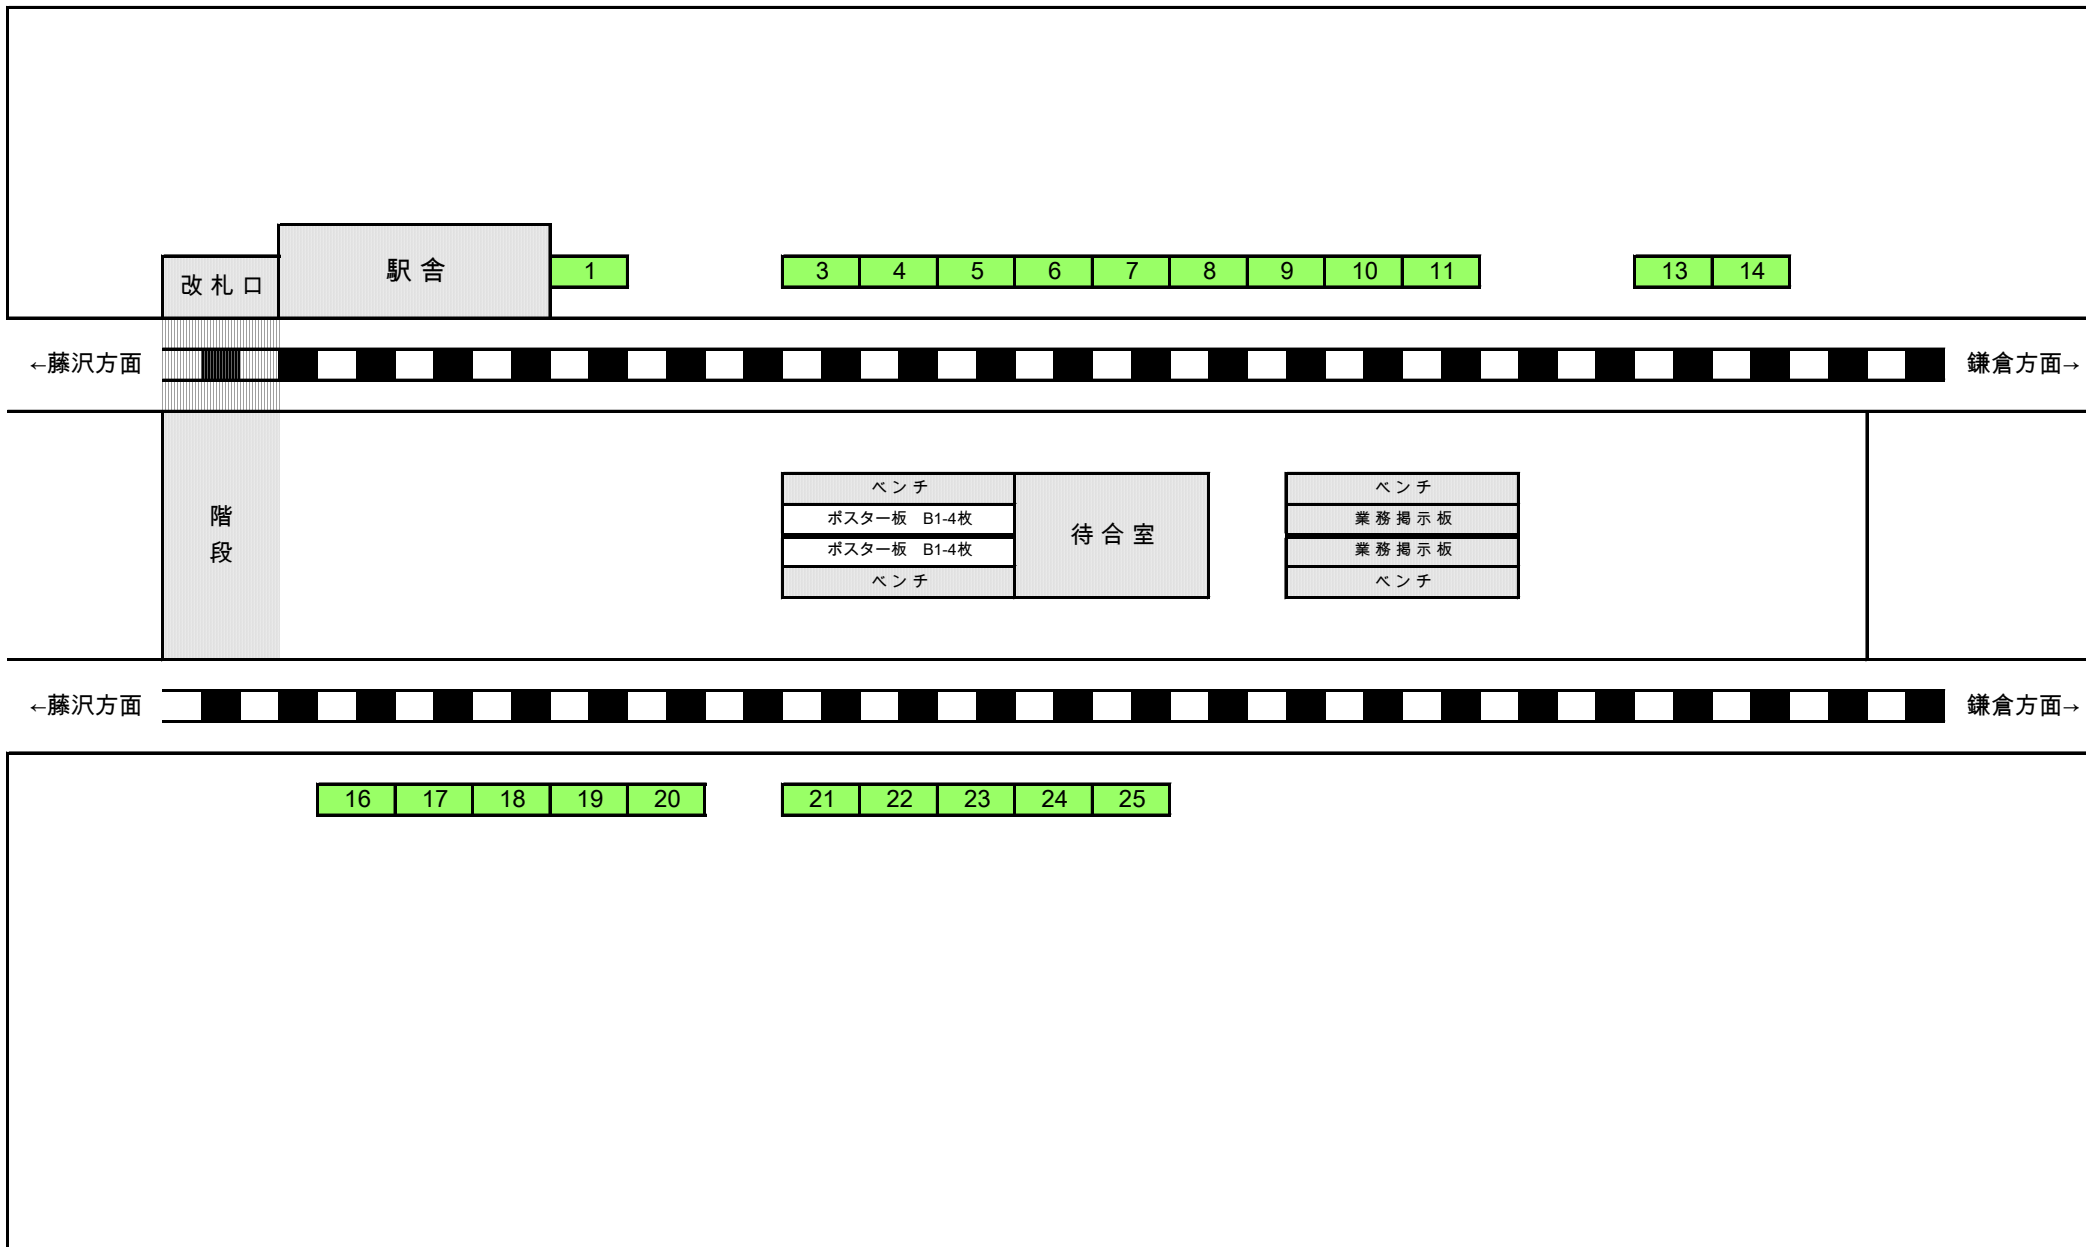 駅舎
改札口
1
3 4 5 6 7 8 9 10 11
13 14
←藤沢方面
鎌倉方面→
階
段
ベンチ
ポスター板 B1-4枚
ポスター板 B1-4枚
ベンチ
待合室
ベンチ
業務掲示板
業務掲示板
ベンチ
←藤沢方面
鎌倉方面→
16 17 18 19 20
21 22 23 24 25